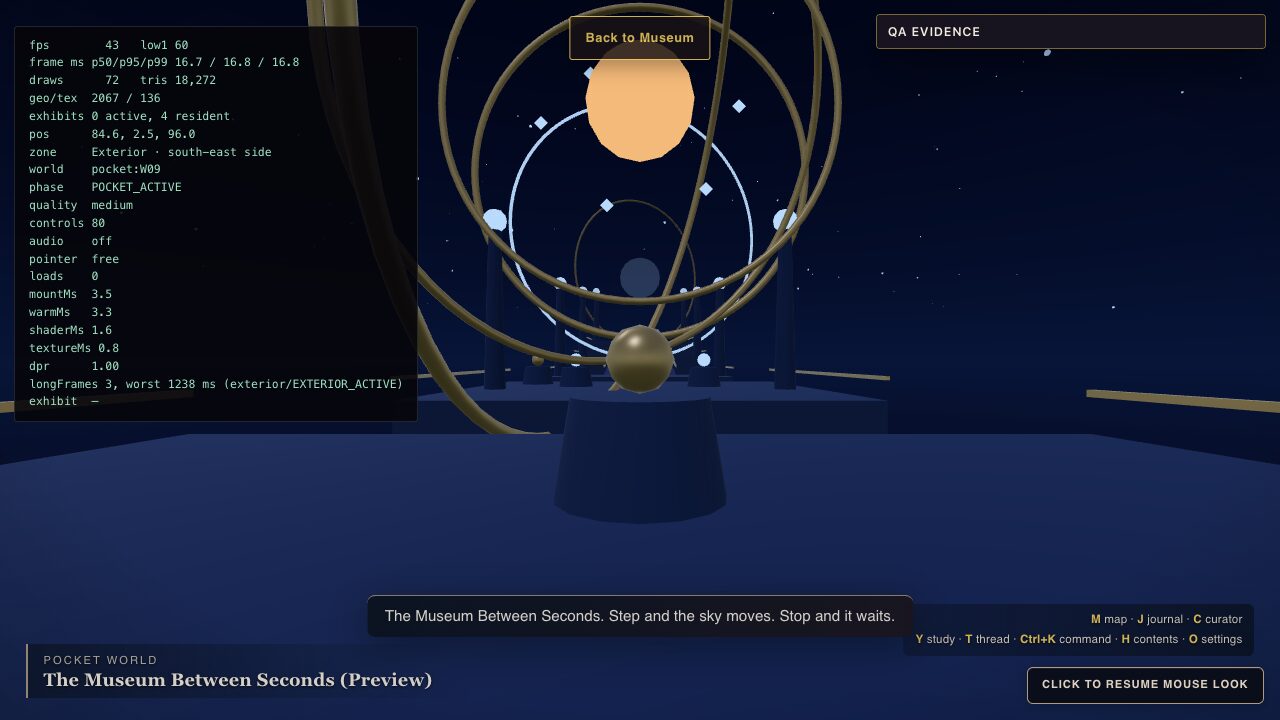 fps 43 low1 60
frame ms p50/p95/p99 16.7 / 16.8 / 16.8
draws 72 tris 18,272
geo/tex 2067 / 136
exhibits 0 active, 4 resident
pos 84.6, 2.5, 96.0
zone Exterior · south-east side
world pocket:W09
phase POCKET_ACTIVE
quality medium
controls 80
audio off
pointer free
loads 0
mountMs 3.5
warmMs 3.3
shaderMs 1.6
textureMs 0.8
dpr 1.00
longFrames 3, worst 1238 ms (exterior/EXTERIOR_ACTIVE)
exhibit —
Back to Museum
QA EVIDENCE
The Museum Between Seconds. Step and the sky moves. Stop and it waits.
M map · J journal · C curator
Y study · T thread · Ctrl+K command · H contents · O settings
POCKET WORLD
The Museum Between Seconds (Preview)
CLICK TO RESUME MOUSE LOOK